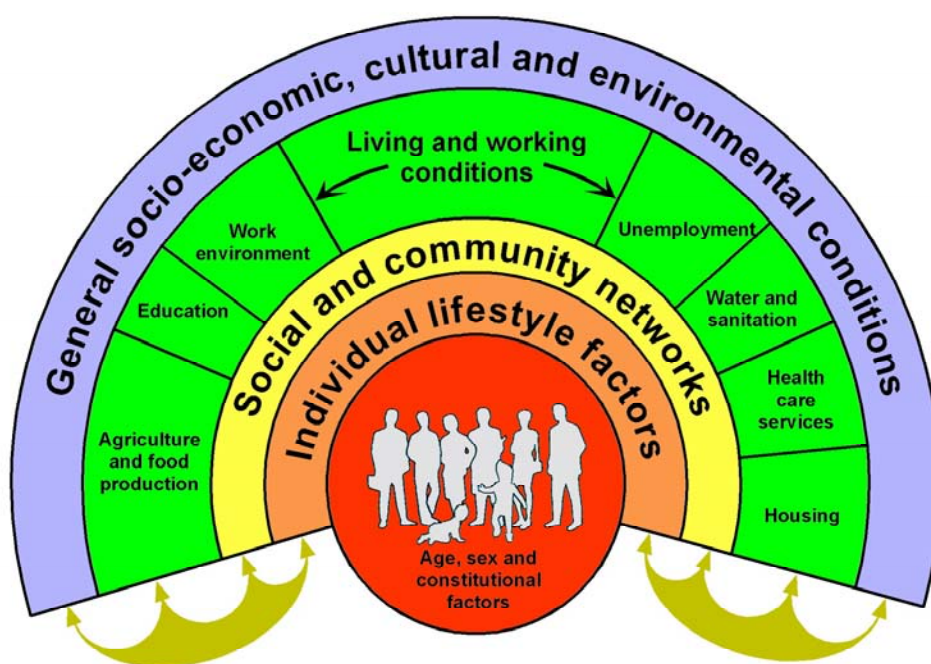 General socio-economic, cultural and environmental conditions
Living and working
conditions
Work
environment
Unemployment
Education
Water and
sanitation
Agriculture
and food
production
Health
care
services
Housing
Social and community networks
Individual lifestyle factors
Age, sex and
constitutional
factors